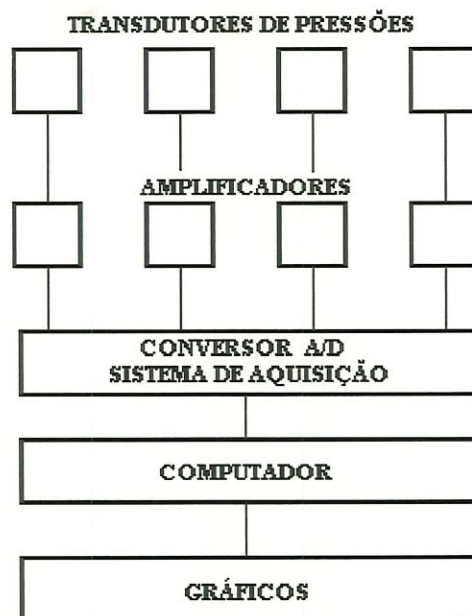 TRANSDUTORES DE PRESSÕES
AMPLIFICADORES
CONVERSOR A/D
SISTEMA DE AQUISIÇÃO
COMPUTADOR
GRÁFICOS